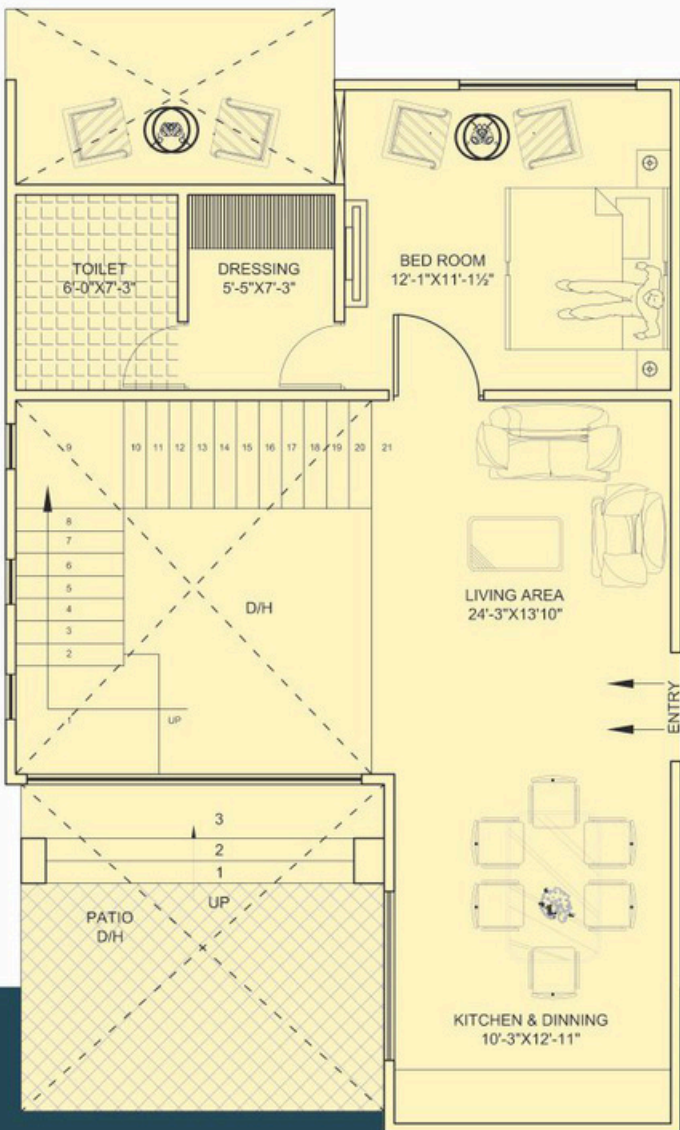 TOILET
6'-0"X7'-3"
DRESSING
5'-5"X7'-3"
BED ROOM
12'-1"X11'-1½"
9
10 11 12 13 14 15 16 17 18 19 20 21
8
7
6
5
4
3
2
1
UP
D/H
LIVING AREA
24'-3"X13'10"
ENTRY
3
2
1
UP
PATIO
D/H
KITCHEN & DINNING
10'-3"X12'-11"